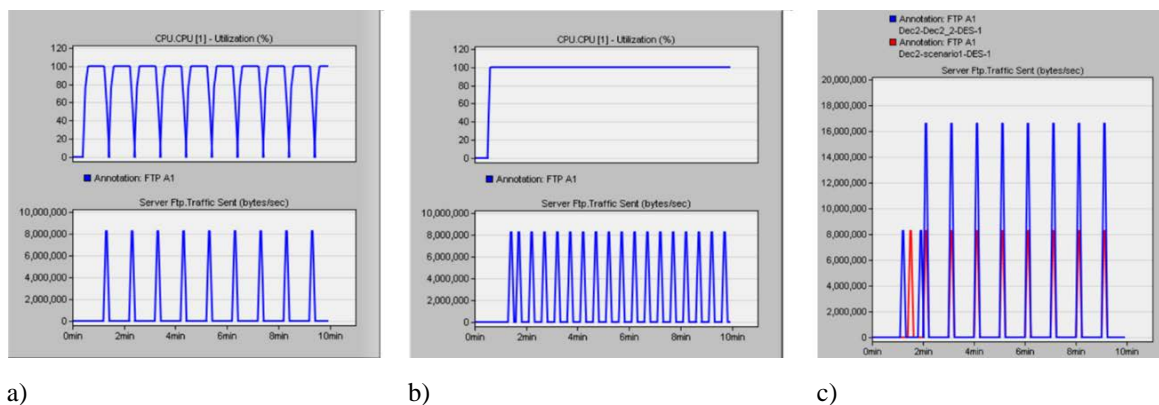 CPU.CPU [1] - Utilization (%)
120
100
80
60
40
20
0
Annotation: FTP A1
Server Ftp.Traffic Sent (bytes/sec)
10,000,000
8,000,000
6,000,000
4,000,000
2,000,000
0
0min 2min 4min 6min 8min 10min
a)
CPU.CPU [1] - Utilization (%)
120
100
80
60
40
20
0
Annotation: FTP A1
Server Ftp.Traffic Sent (bytes/sec)
10,000,000
8,000,000
6,000,000
4,000,000
2,000,000
0
0min 2min 4min 6min 8min 10min
b)
Annotation: FTP A1
Dec2-Dec2_2-DES-1
Annotation: FTP A1
Dec2-scenario1-DES-1
Server Ftp.Traffic Sent (bytes/sec)
20,000,000
18,000,000
16,000,000
14,000,000
12,000,000
10,000,000
8,000,000
6,000,000
4,000,000
2,000,000
0
0min 2min 4min 6min 8min 10min
c)